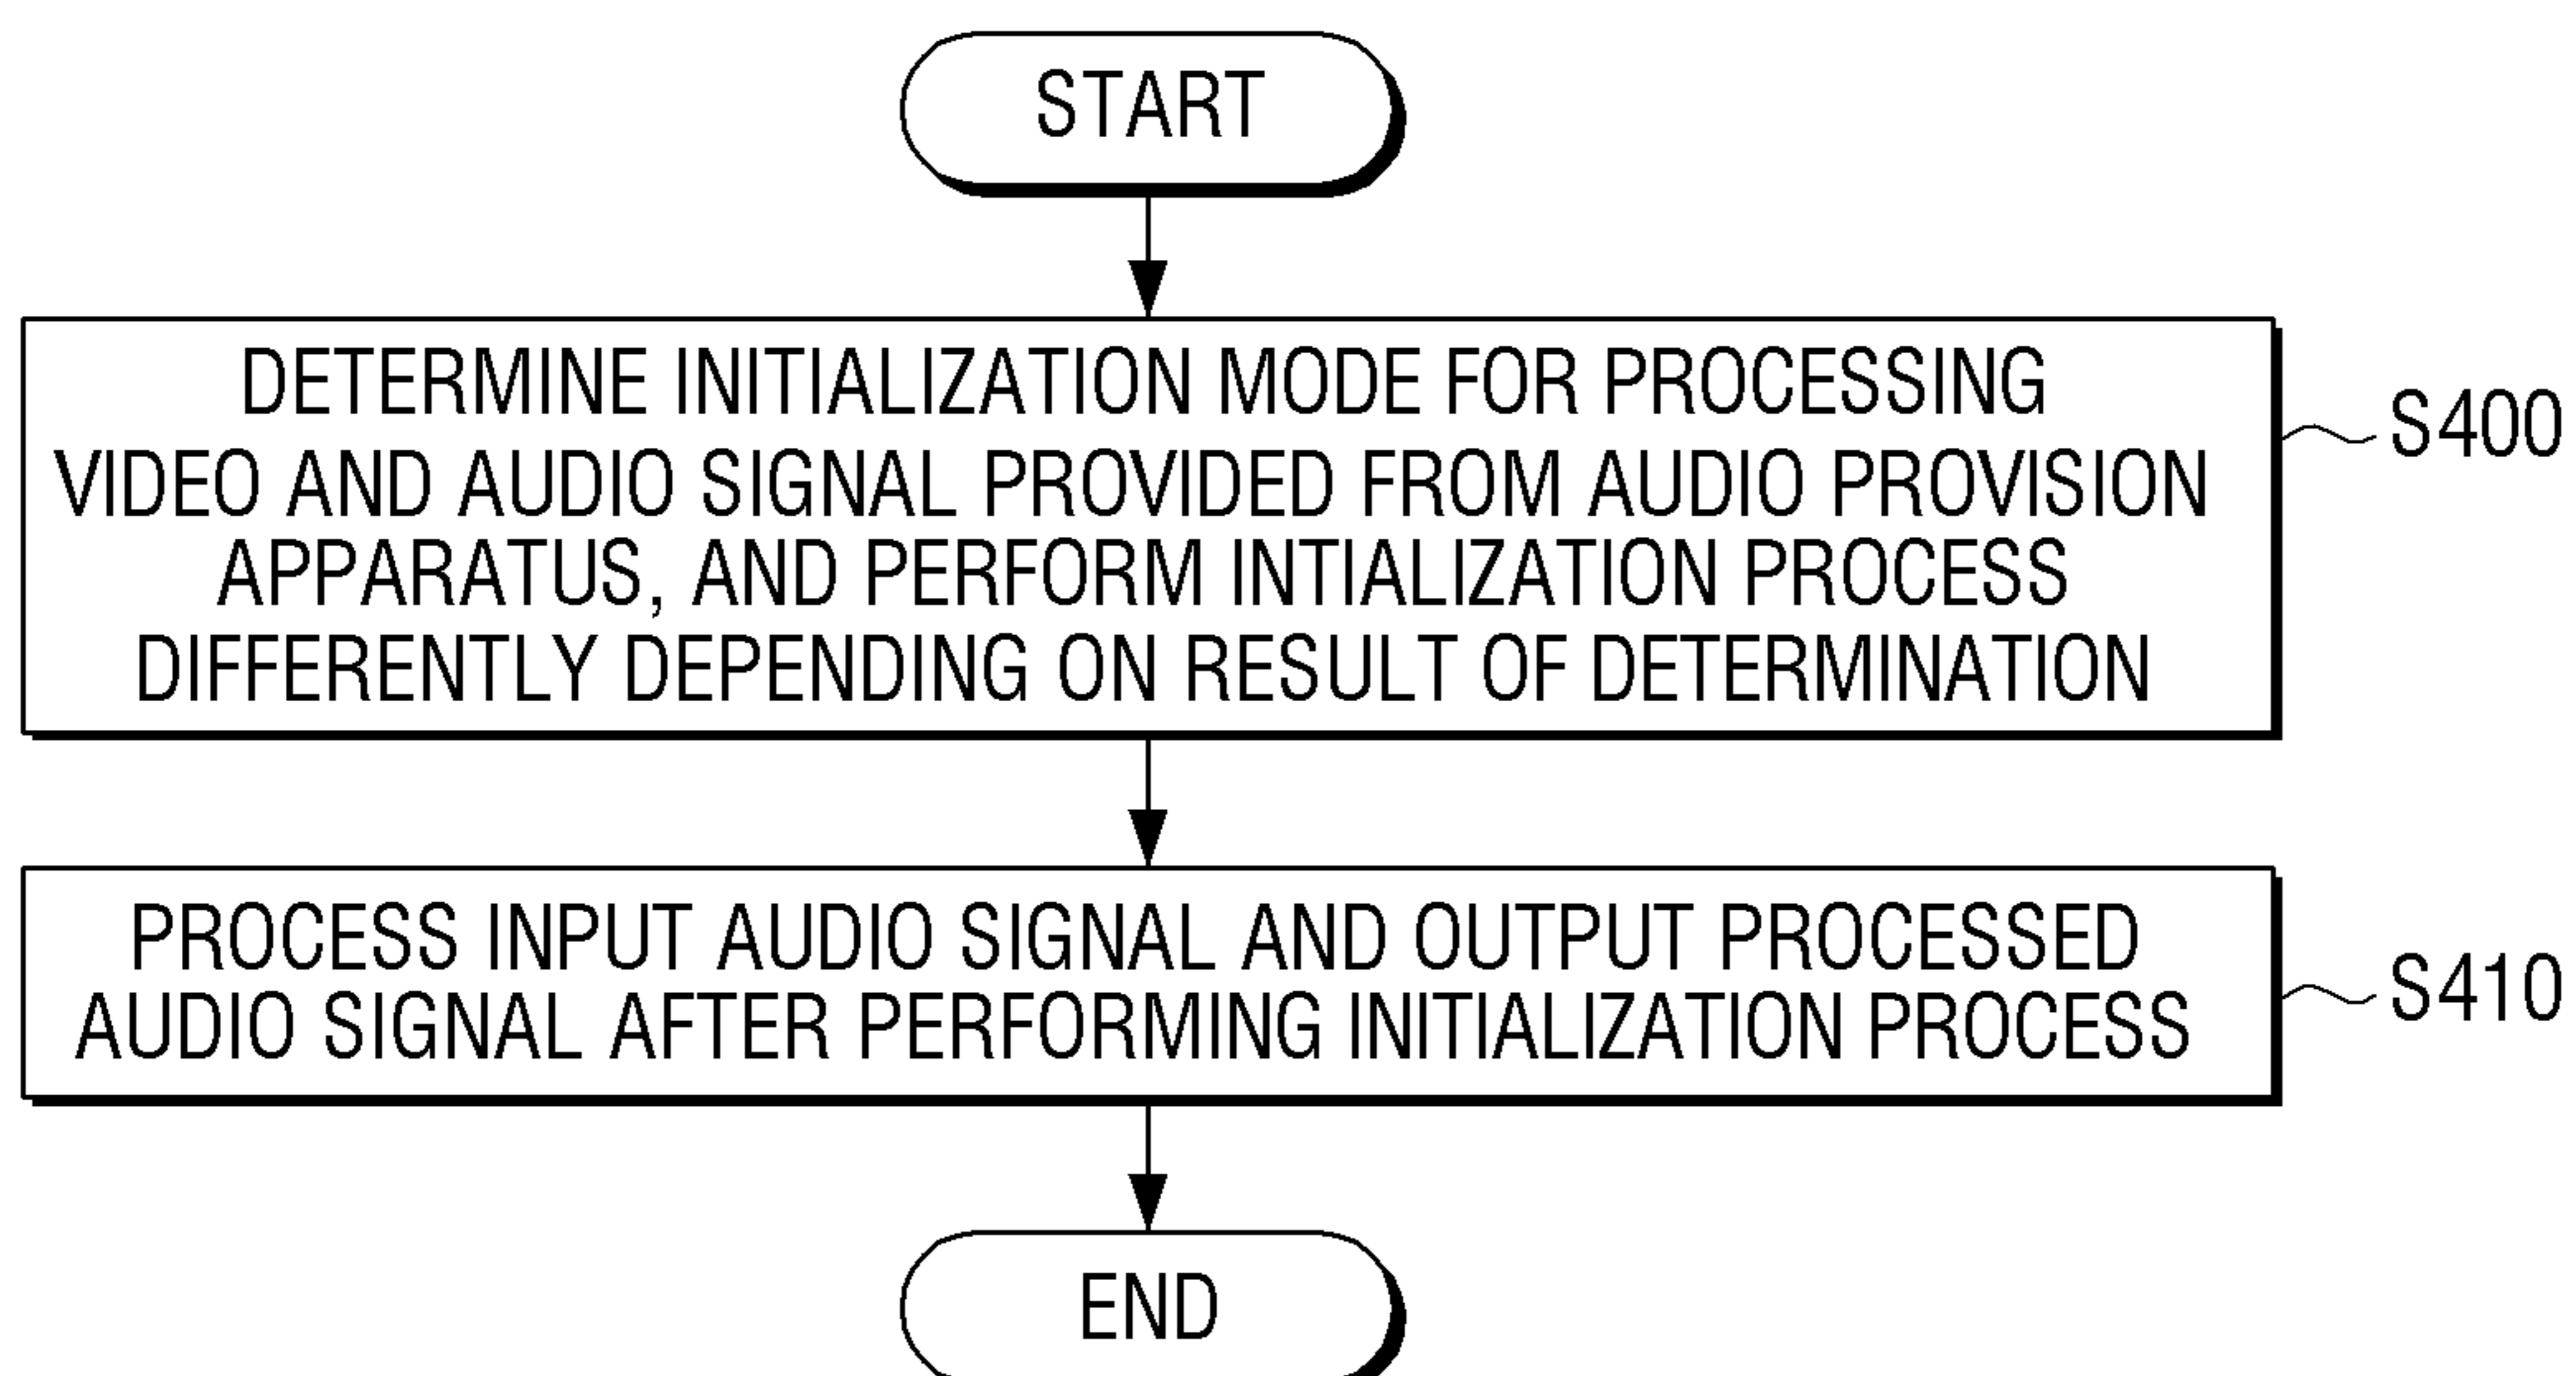 START
DETERMINE INITIALIZATION MODE FOR PROCESSING
VIDEO AND AUDIO SIGNAL PROVIDED FROM AUDIO PROVISION
APPARATUS, AND PERFORM INTIALIZATION PROCESS
DIFFERENTLY DEPENDING ON RESULT OF DETERMINATION
S400
PROCESS INPUT AUDIO SIGNAL AND OUTPUT PROCESSED
AUDIO SIGNAL AFTER PERFORMING INITIALIZATION PROCESS
S410
END